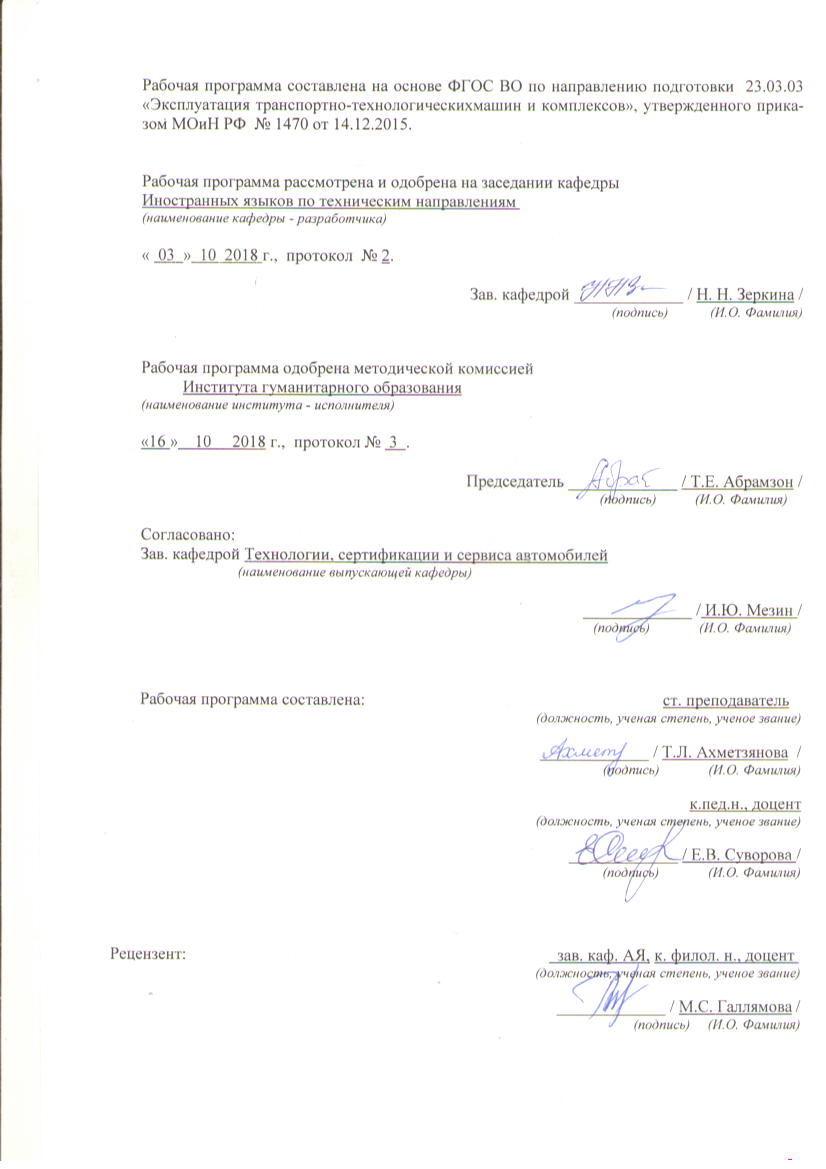 Рабочая программа составлена на основе ФГОС ВО по направлению подготовки 23.03.03
«Эксплуатация транспортно-технологическихмашин и комплексов», утвержденного прика-
зом МОиН РФ № 1470 от 14.12.2015.
Рабочая программа рассмотрена и одобрена на заседании кафедры
Иностранных языков по техническим направлениям
(наименование кафедры - разработчика)
« 03 » 10 2018 г., протокол № 2.
Зав. кафедрой / Н. Н. Зеркина /
(подпись) (И.О. Фамилия)
Рабочая программа одобрена методической комиссией
Института гуманитарного образования
(наименование института - исполнителя)
«16 » 10 2018 г., протокол № 3 .
Председатель / Т.Е. Абрамзон /
(подпись) (И.О. Фамилия)
Согласовано:
Зав. кафедрой Технологии, сертификации и сервиса автомобилей
(наименование выпускающей кафедры)
/ И.Ю. Мезин /
(подпись) (И.О. Фамилия)
Рабочая программа составлена: ст. преподаватель
(должность, ученая степень, ученое звание)
/ Т.Л. Ахметзянова /
(подпись) (И.О. Фамилия)
к.пед.н., доцент
(должность, ученая степень, ученое звание)
/ Е.В. Суворова /
(подпись) (И.О. Фамилия)
Рецензент: зав. каф. АЯ, к. филол. н., доцент
(должность, ученая степень, ученое звание)
/ М.С. Галлямова /
(подпись) (И.О. Фамилия)